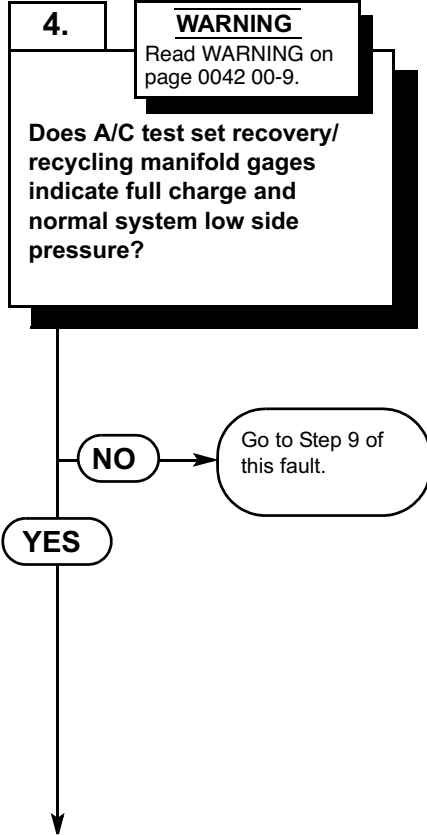 4.
WARNING
Read WARNING on
page 0042 00-9.
Does A/C test set recovery/
recycling manifold gages
indicate full charge and
normal system low side
pressure?
NO
Go to Step 9 of
this fault.
YES